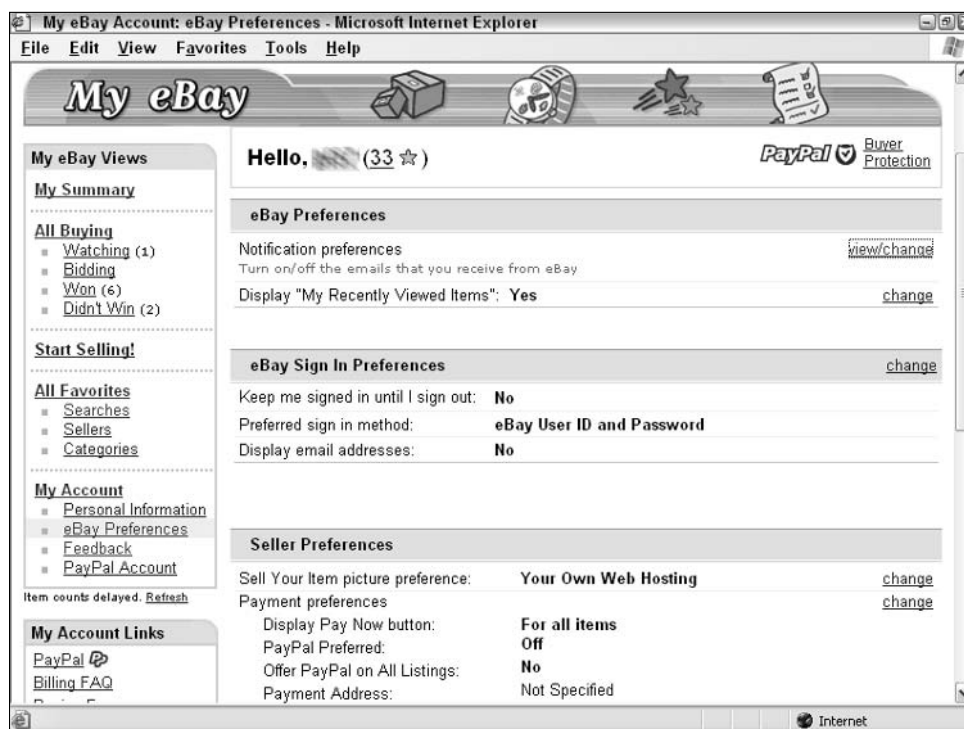 My eBay Account: eBay Preferences - Microsoft Internet Explorer
File Edit View Favorites Tools Help
My eBay
My eBay Views
My Summary
All Buying
Watching (1)
Bidding
Won (6)
Didn't Win (2)
Start Selling!
All Favorites
Searches
Sellers
Categories
My Account
Personal Information
eBay Preferences
Feedback
PayPal Account
Item counts delayed. Refresh
My Account Links
PayPal
Billing FAQ
Hello, (33 )
PayPal Buyer
Protection
eBay Preferences
Notification preferences view/change
Turn on/off the emails that you receive from eBay
Display "My Recently Viewed Items": Yes change
eBay Sign In Preferences change
Keep me signed in until I sign out: No
Preferred sign in method: eBay User ID and Password
Display email addresses: No
Seller Preferences
Sell Your Item picture preference: Your Own Web Hosting change
Payment preferences change
Display Pay Now button: For all items
PayPal Preferred: Off
Offer PayPal on All Listings: No
Payment Address: Not Specified
Internet